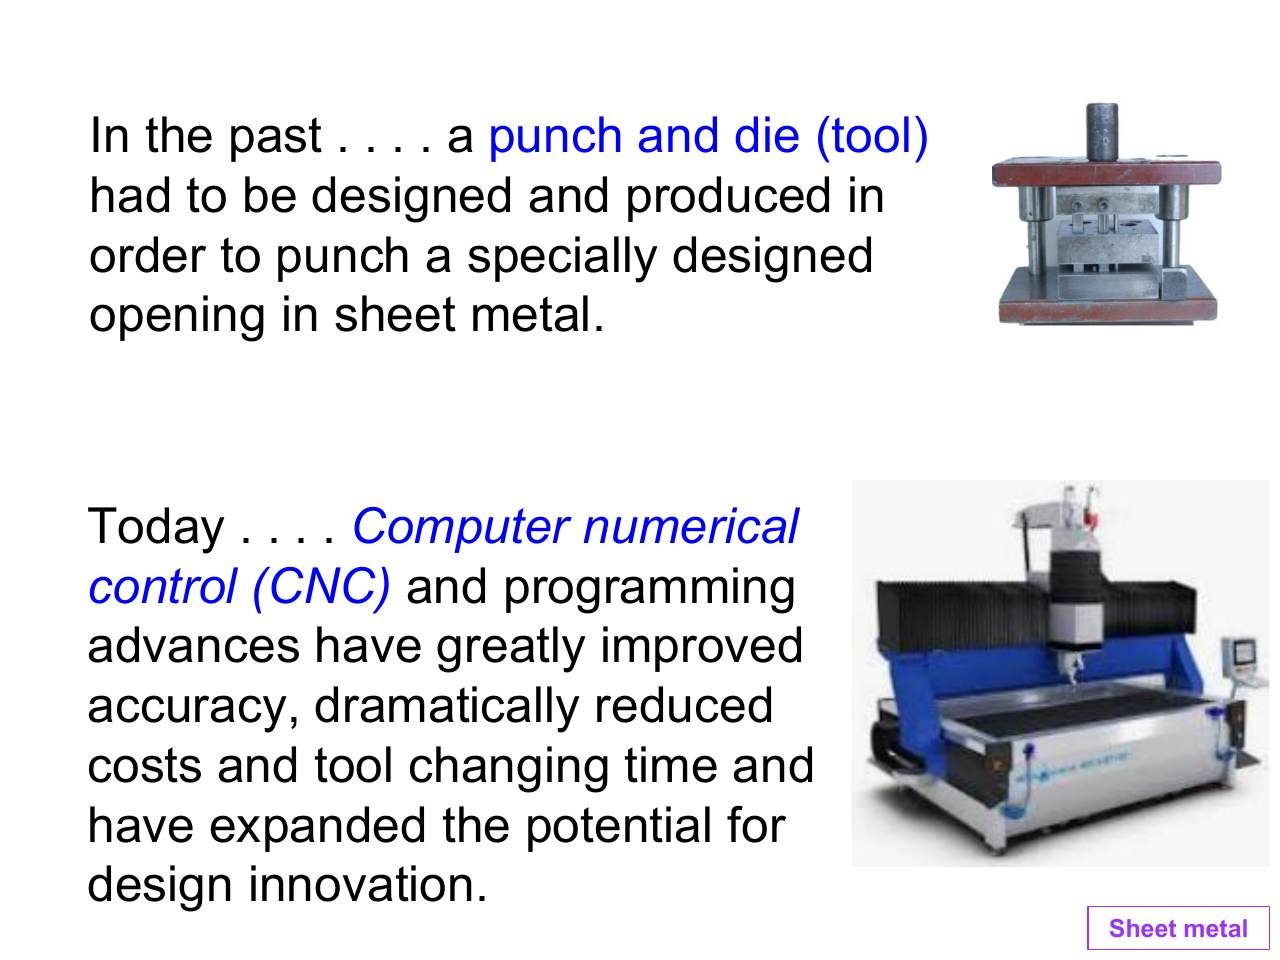 In the past . . . . a punch and die (tool)
had to be designed and produced in
order to punch a specially designed
opening in sheet metal.
Today . . . . Computer numerical
control (CNC) and programming
advances have greatly improved
accuracy, dramatically reduced
costs and tool changing time and
have expanded the potential for
design innovation.
Sheet metal